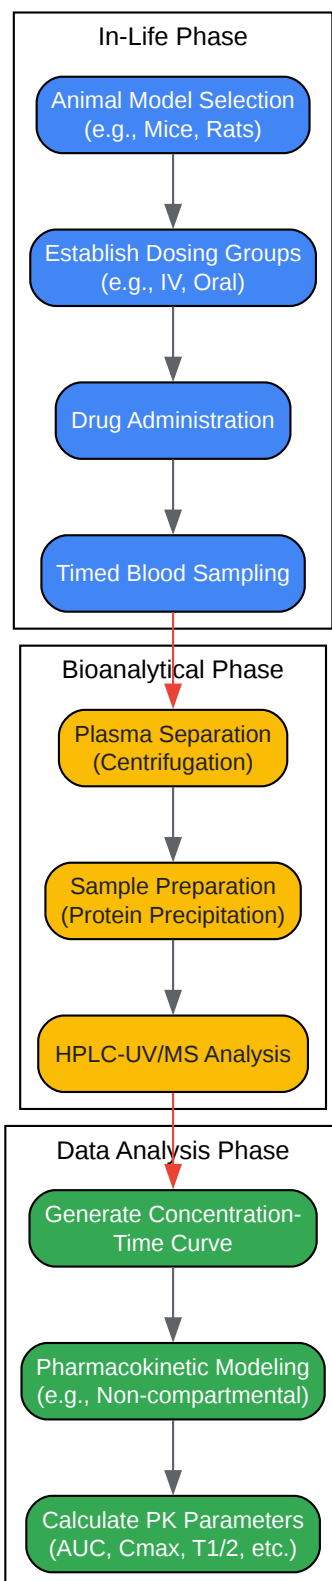 In-Life Phase
Animal Model Selection
(e.g., Mice, Rats)
Establish Dosing Groups
(e.g., IV, Oral)
Drug Administration
Timed Blood Sampling
Bioanalytical Phase
Plasma Separation
(Centrifugation)
Sample Preparation
(Protein Precipitation)
HPLC-UV/MS Analysis
Data Analysis Phase
Generate Concentration-
Time Curve
Pharmacokinetic Modeling
(e.g., Non-compartmental)
Calculate PK Parameters
(AUC, Cmax, T1/2, etc.)